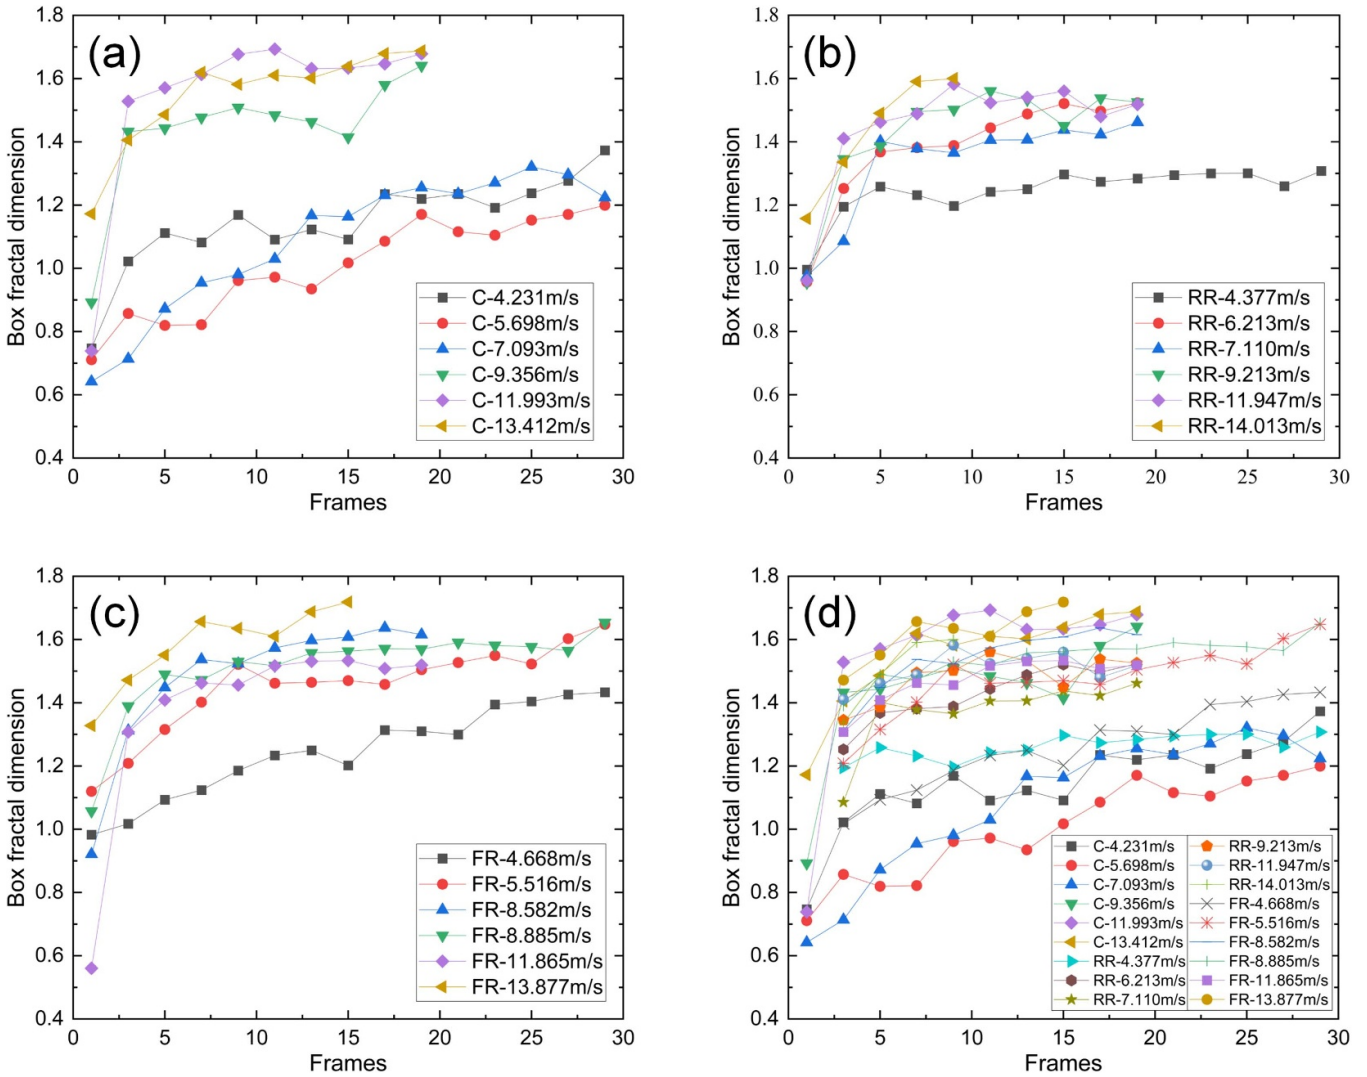 (a)
1.8
1.6
1.4
1.2
1.0
0.8
0.6
0.4
Box fractal dimension
C-4.231m/s
C-5.698m/s
C-7.093m/s
C-9.356m/s
C-11.993m/s
C-13.412m/s
0 5 10 15 20 25 30
Frames
(b)
1.8
1.6
1.4
1.2
1.0
0.8
0.6
0.4
Box fractal dimension
RR-4.377m/s
RR-6.213m/s
RR-7.110m/s
RR-9.213m/s
RR-11.947m/s
RR-14.013m/s
0 5 10 15 20 25 30
Frames
(c)
1.8
1.6
1.4
1.2
1.0
0.8
0.6
0.4
Box fractal dimension
FR-4.668m/s
FR-5.516m/s
FR-8.582m/s
FR-8.885m/s
FR-11.865m/s
FR-13.877m/s
0 5 10 15 20 25 30
Frames
(d)
1.8
1.6
1.4
1.2
1.0
0.8
0.6
0.4
Box fractal dimension
C-4.231m/s
C-5.698m/s
C-7.093m/s
C-9.356m/s
C-11.993m/s
C-13.412m/s
RR-4.377m/s
RR-6.213m/s
RR-7.110m/s
RR-9.213m/s
RR-11.947m/s
RR-14.013m/s
FR-4.668m/s
FR-5.516m/s
FR-8.582m/s
FR-8.885m/s
FR-11.865m/s
FR-13.877m/s
0 5 10 15 20 25 30
Frames